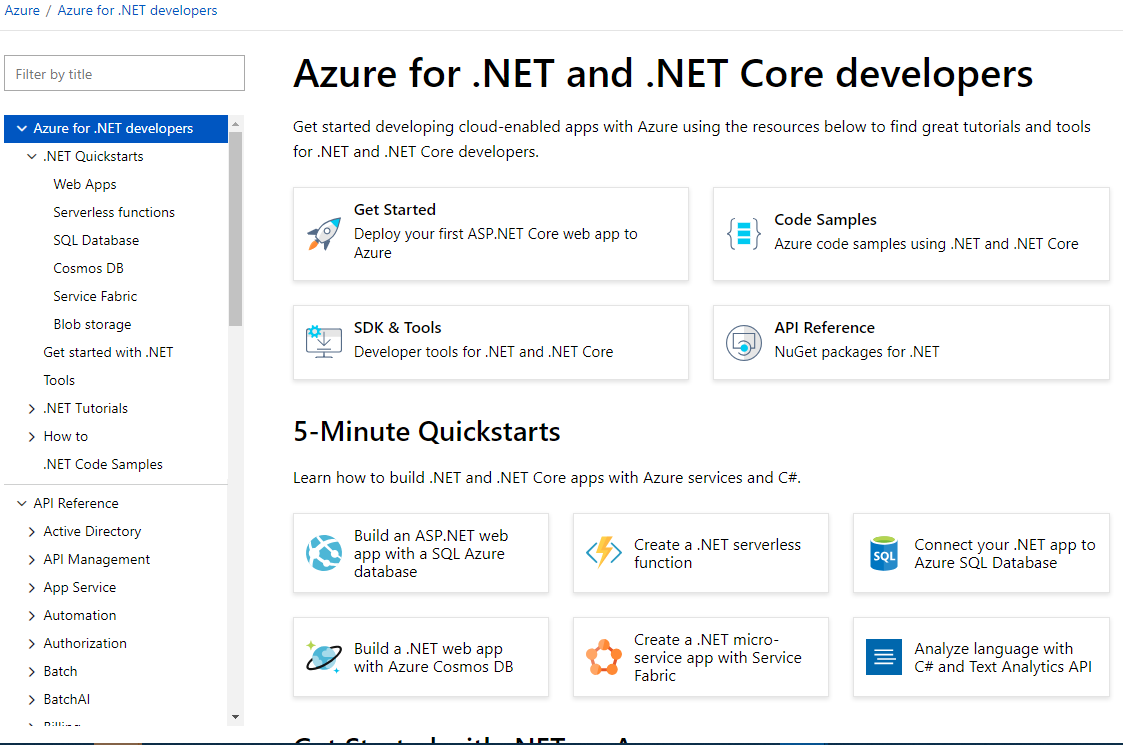 Azure / Azure for .NET developers
Filter by title
Azure for .NET developers
.NET Quickstarts
Web Apps
Serverless functions
SQL Database
Cosmos DB
Service Fabric
Blob storage
Get started with .NET
Tools
.NET Tutorials
How to
.NET Code Samples
API Reference
Active Directory
API Management
App Service
Automation
Authorization
Batch
BatchAI
Billing
Azure for .NET and .NET Core developers
Get started developing cloud-enabled apps with Azure using the resources below to find great tutorials and tools
for .NET and .NET Core developers.
Get Started
Deploy your first ASP.NET Core web app to
Azure
Code Samples
Azure code samples using .NET and .NET Core
SDK & Tools
Developer tools for .NET and .NET Core
API Reference
NuGet packages for .NET
5-Minute Quickstarts
Learn how to build .NET and .NET Core apps with Azure services and C#.
Build an ASP.NET web
app with a SQL Azure
database
Create a .NET serverless
function
SQL
Connect your .NET app to
Azure SQL Database
Build a .NET web app
with Azure Cosmos DB
Create a .NET micro-
service app with Service
Fabric
Analyze language with
C# and Text Analytics API
Get Started with .NET